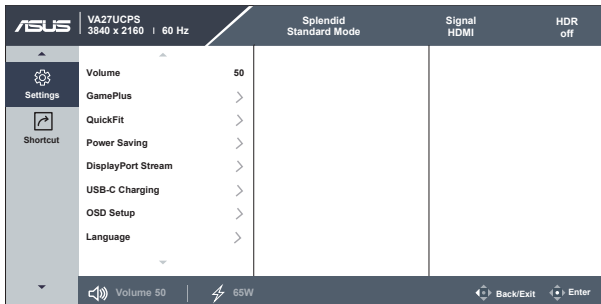 ASUS
VA27UCPS
3840 x 2160 | 60 Hz
Splendid
Standard Mode
Signal
HDMI
HDR
off
Settings
Shortcut
Volume 50
GamePlus
QuickFit
Power Saving
DisplayPort Stream
USB-C Charging
OSD Setup
Language
Volume 50
65W
Back/Exit
Enter